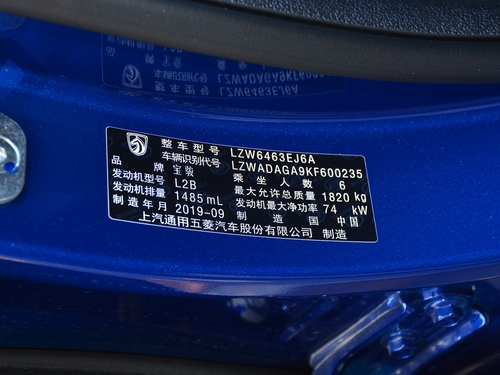 整车型号 LZW6463EJ6A
车辆识别代号 LZWADAGA9KF600235
品牌 宝骏 乘坐人数 6
发动机型号 L2B 最大允许总质量 1820 kg
发动机排量 1485 mL 发动机最大净功率 74 kW
制造年月 2019-09 制造国 中国
上汽通用五菱汽车股份有限公司 制造